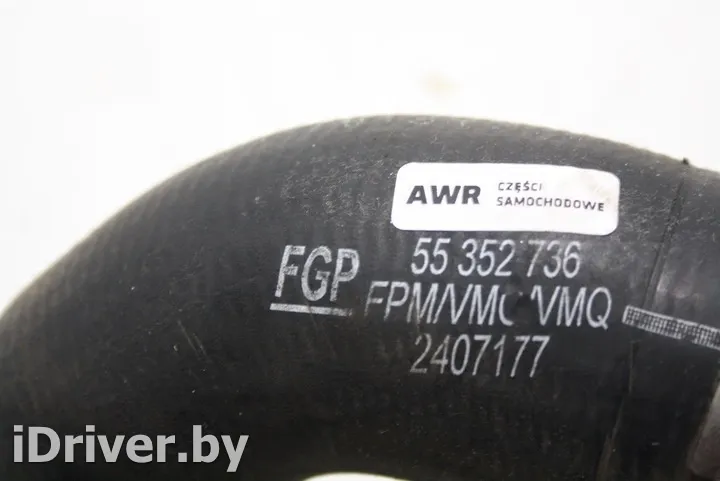 AWR CZĘŚCI
SAMOCHODOWE
FGP
55 352 736
FPM/VMQ/VMQ
2407177
iDriver.by